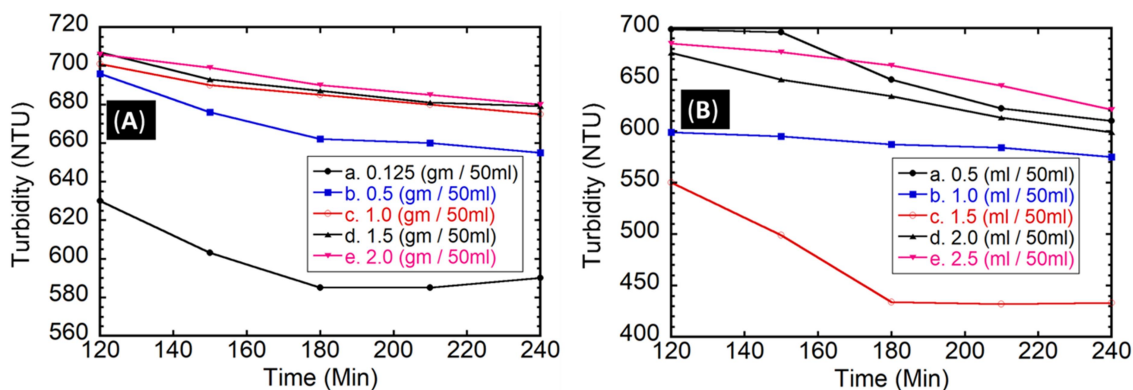 720
700
680
660
640
620
600
580
560
Turbidity (NTU)
(A)
a. 0.125 (gm / 50ml)
b. 0.5 (gm / 50ml)
c. 1.0 (gm / 50ml)
d. 1.5 (gm / 50ml)
e. 2.0 (gm / 50ml)
120 140 160 180 200 220 240
Time (Min)
700
650
600
550
500
450
400
Turbidity (NTU)
(B)
a. 0.5 (ml / 50ml)
b. 1.0 (ml / 50ml)
c. 1.5 (ml / 50ml)
d. 2.0 (ml / 50ml)
e. 2.5 (ml / 50ml)
120 140 160 180 200 220 240
Time (Min)